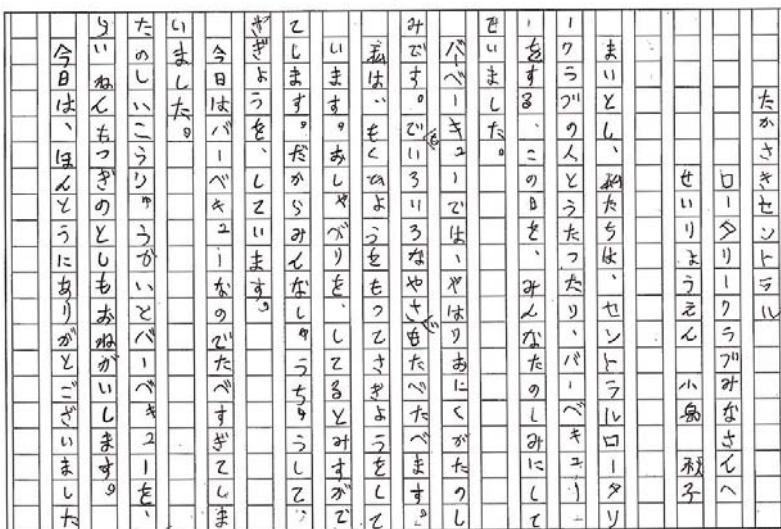 たかさきセントラル
ロータリークラブみなさんへ
せいりょうえん　小泉　秋子
まいとし、私たちは、セントラルロータリ
ークラブの人とうたったり、バーベキュリ
ーをする、この日を、みんなたのしみにして
せいました。
バーベーキューでは、やはりおにくがたのし
みです。でもいろいろなやさいもたべたべます。
私は、もくひょうをもってさぎょうをして
います。おしゃべりを、してるとみすがで
てします。だからみんなしゅうちゅうして、
さぎょうを、しています。
今日はバーベキューなのでたべすぎてしま
いました。
たのしいこうりゅうかいとバーベキューを、
らいねんもつぎのとしもおねがいします。
今日は、ほんとうにありがとございました